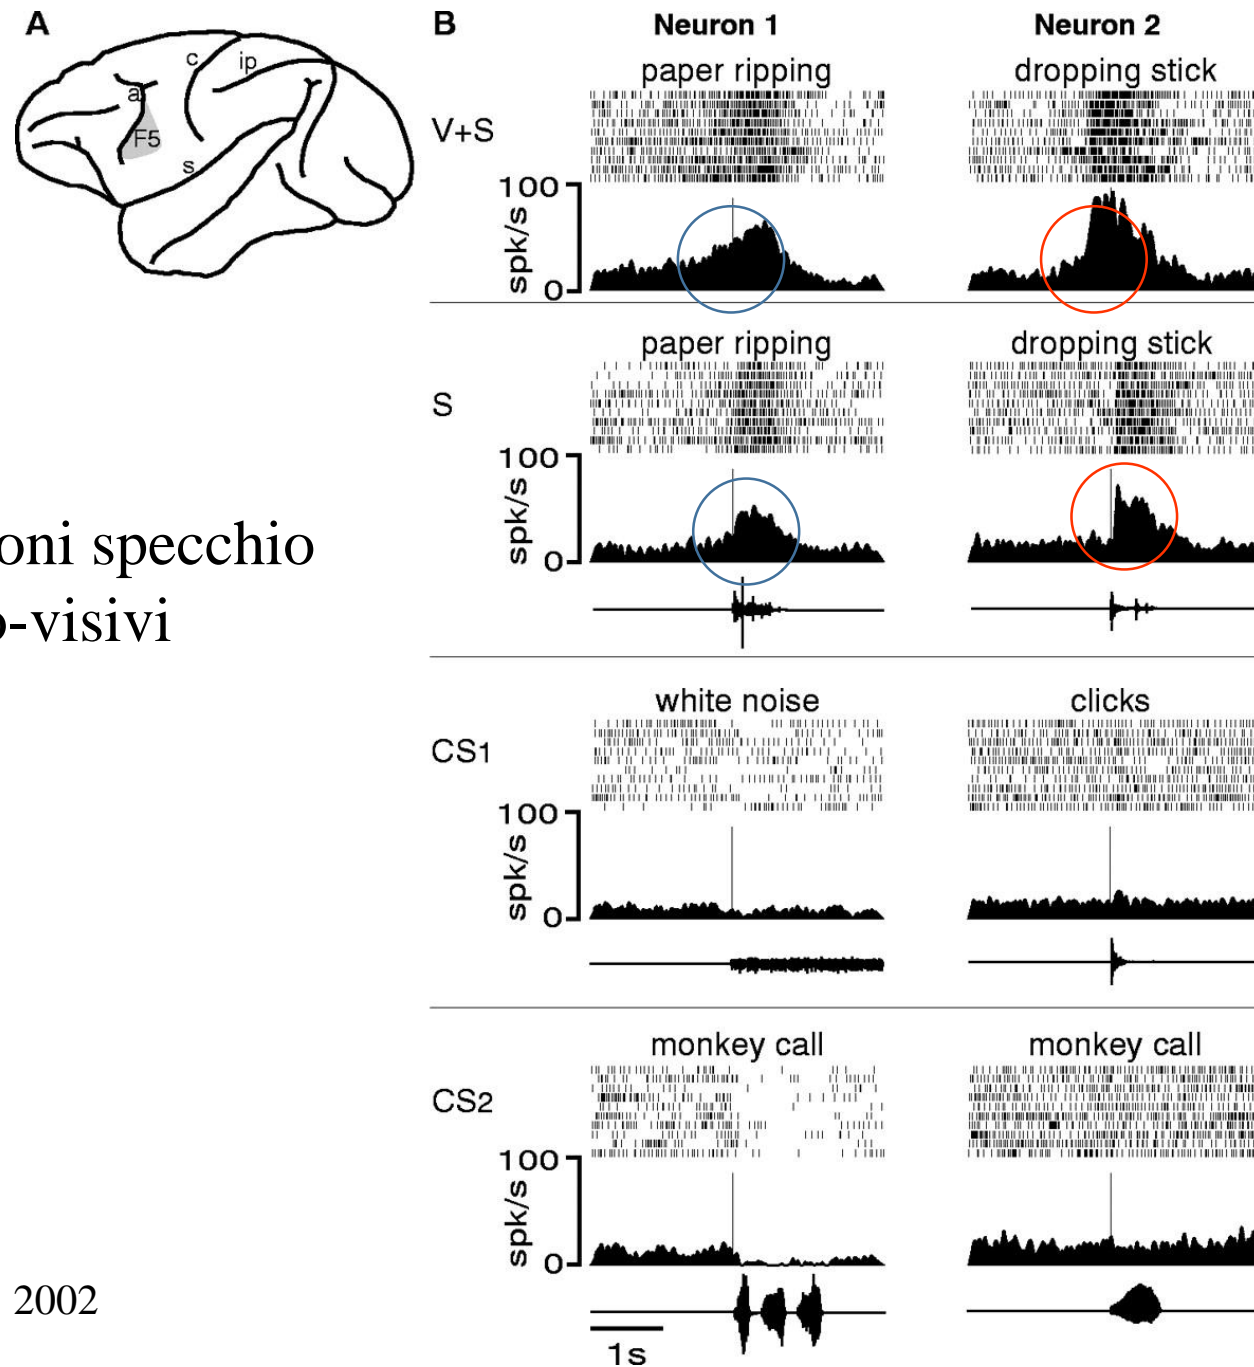 A
c
ip
a
F5
s
oni specchio
o-visivi
2002
B
Neuron 1
Neuron 2
V+S
paper ripping
dropping stick
100
spk/s
0
S
paper ripping
dropping stick
100
spk/s
0
CS1
white noise
clicks
100
spk/s
0
CS2
monkey call
monkey call
100
spk/s
0
1s